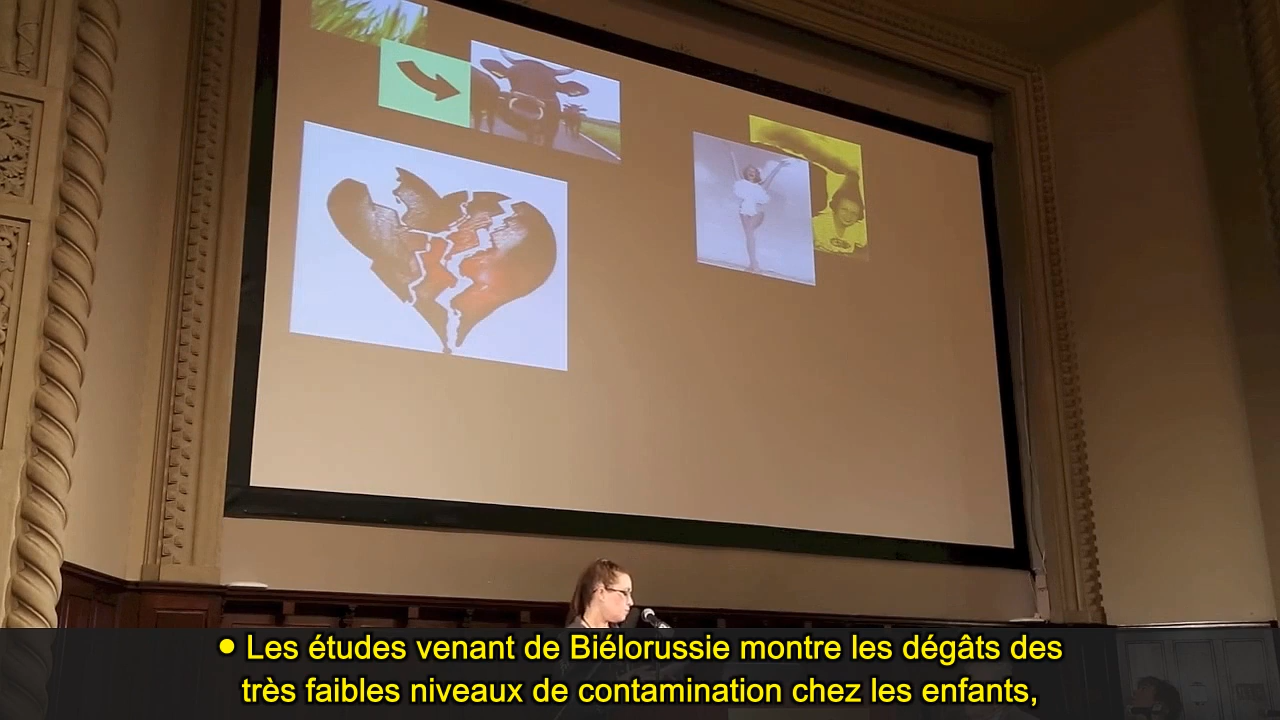 ● Les études venant de Biélorussie montre les dégâts des
très faibles niveaux de contamination chez les enfants,